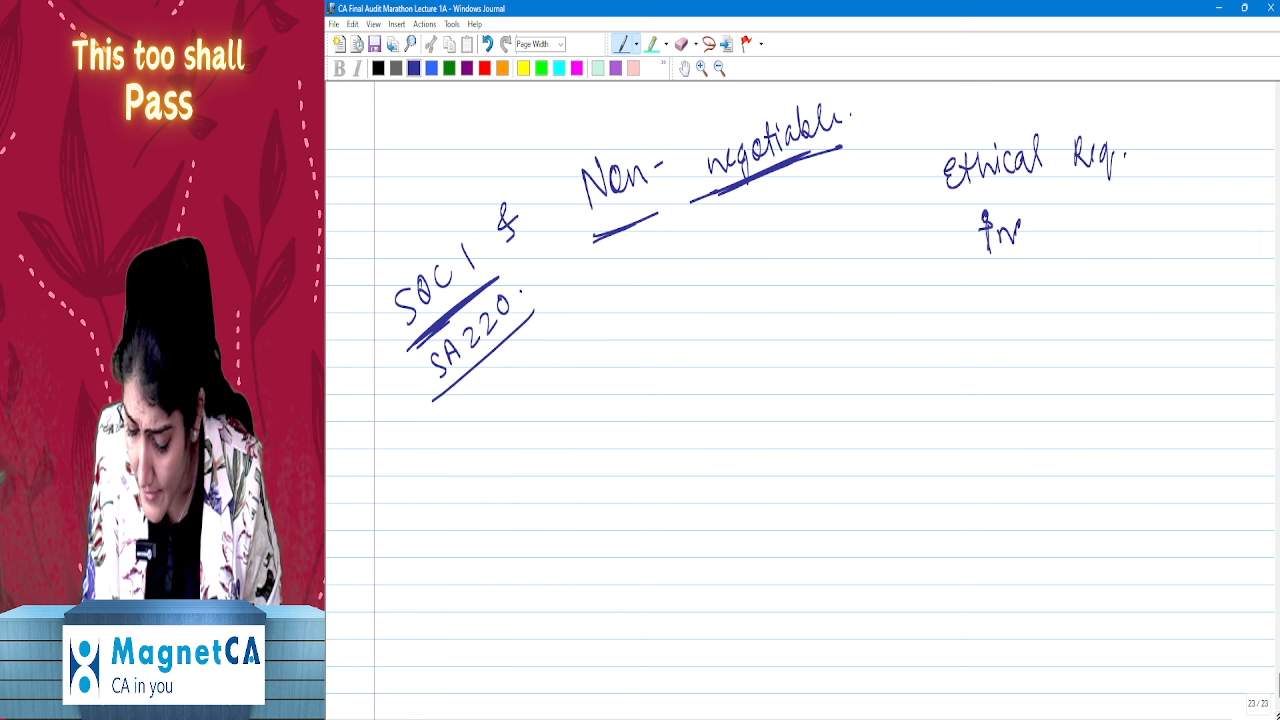 This too shall
Pass
CA Final Audit Marathon Lecture 1A - Windows Journal
File Edit View Insert Actions Tools Help
Page Width
B I
Non- negotiable.
Ethical Req.
SQC 1 &
SA 220.
MagnetCA
CA in you
23 / 23